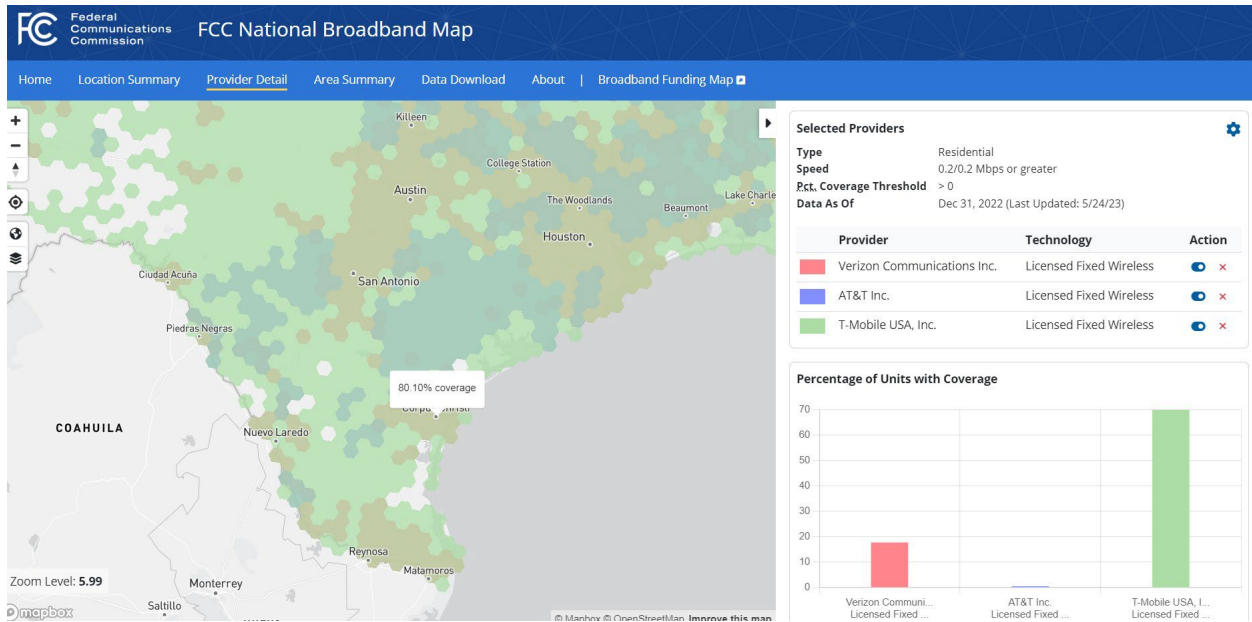 Federal
Communications
Commission
FCC National Broadband Map
Home Location Summary Provider Detail Area Summary Data Download About | Broadband Funding Map
Killeen
College Station
Austin
The Woodlands
Lake Charle
Beaumont
Houston
Ciudad Acuña
San Antonio
Piedras Negras
80.10% coverage
Corpus Christi
COAHUILA
Nuevo Laredo
Reynosa
Matamoros
Zoom Level: 5.99
Monterrey
Saltillo
mapbox
© Mapbox © OpenStreetMap Improve this map
Selected Providers
Type Residential
Speed 0.2/0.2 Mbps or greater
Pct. Coverage Threshold > 0
Data As Of Dec 31, 2022 (Last Updated: 5/24/23)
Provider Technology Action
Verizon Communications Inc. Licensed Fixed Wireless
AT&T Inc. Licensed Fixed Wireless
T-Mobile USA, Inc. Licensed Fixed Wireless
Percentage of Units with Coverage
70
60
50
40
30
20
10
0
Verizon Communi... AT&T Inc. T-Mobile USA, I...
Licensed Fixed ... Licensed Fixed ... Licensed Fixed ...